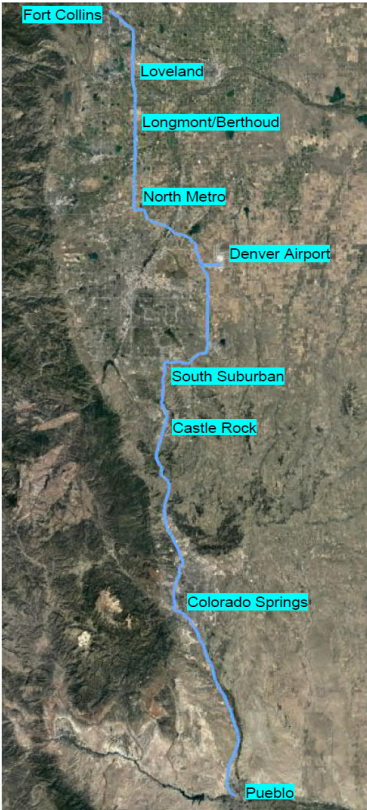 Fort Collins
Loveland
Longmont/Berthoud
North Metro
Denver Airport
South Suburban
Castle Rock
Colorado Springs
Pueblo